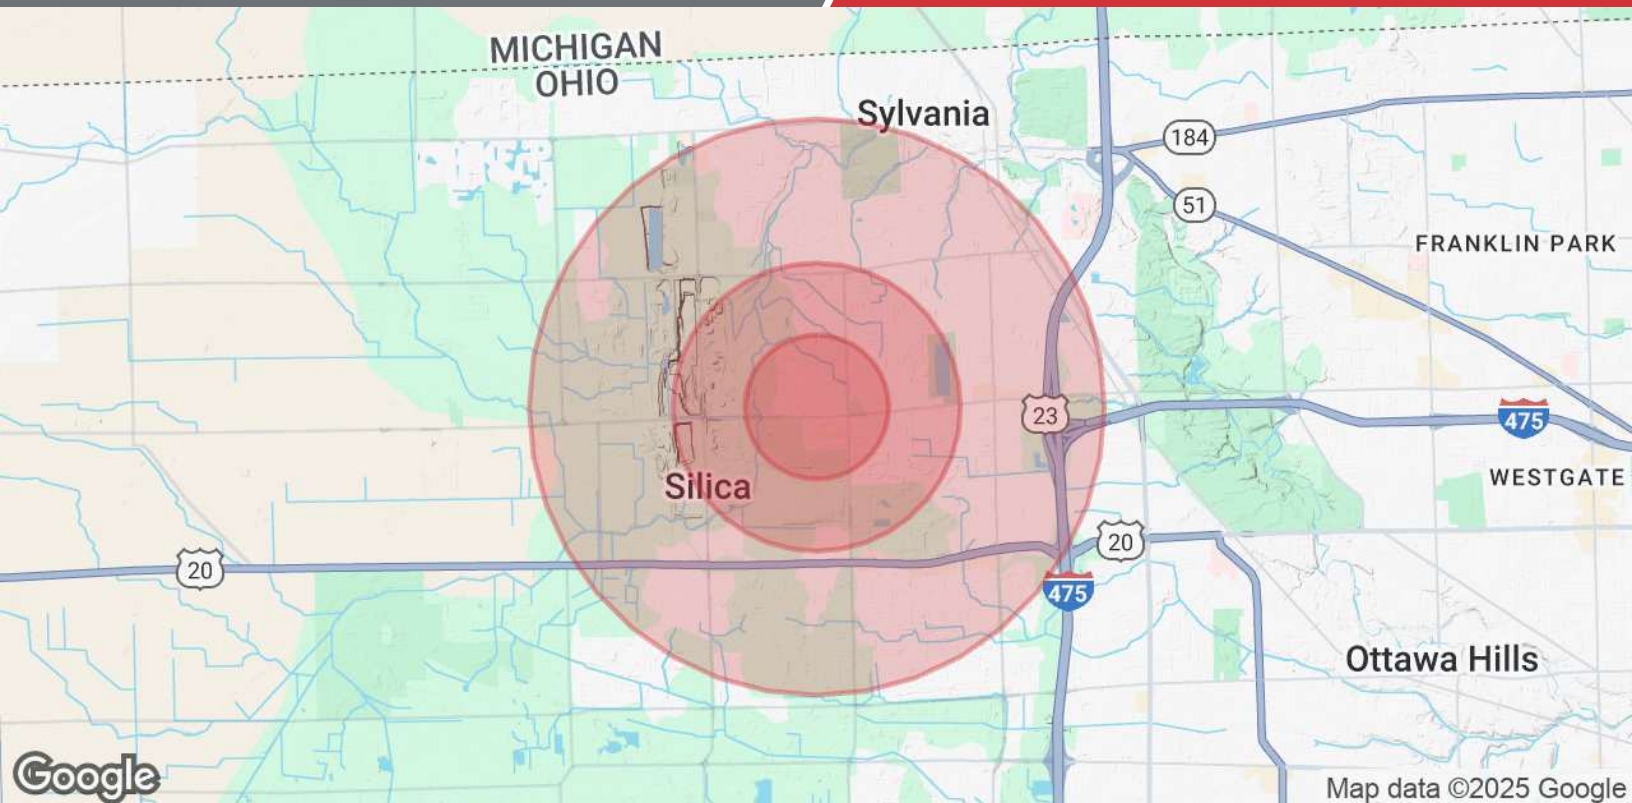 MICHIGAN
OHIO
Sylvania
184
51
FRANKLIN PARK
23
475
Silica
WESTGATE
20
20
475
Ottawa Hills
Google
Map data ©2025 Google